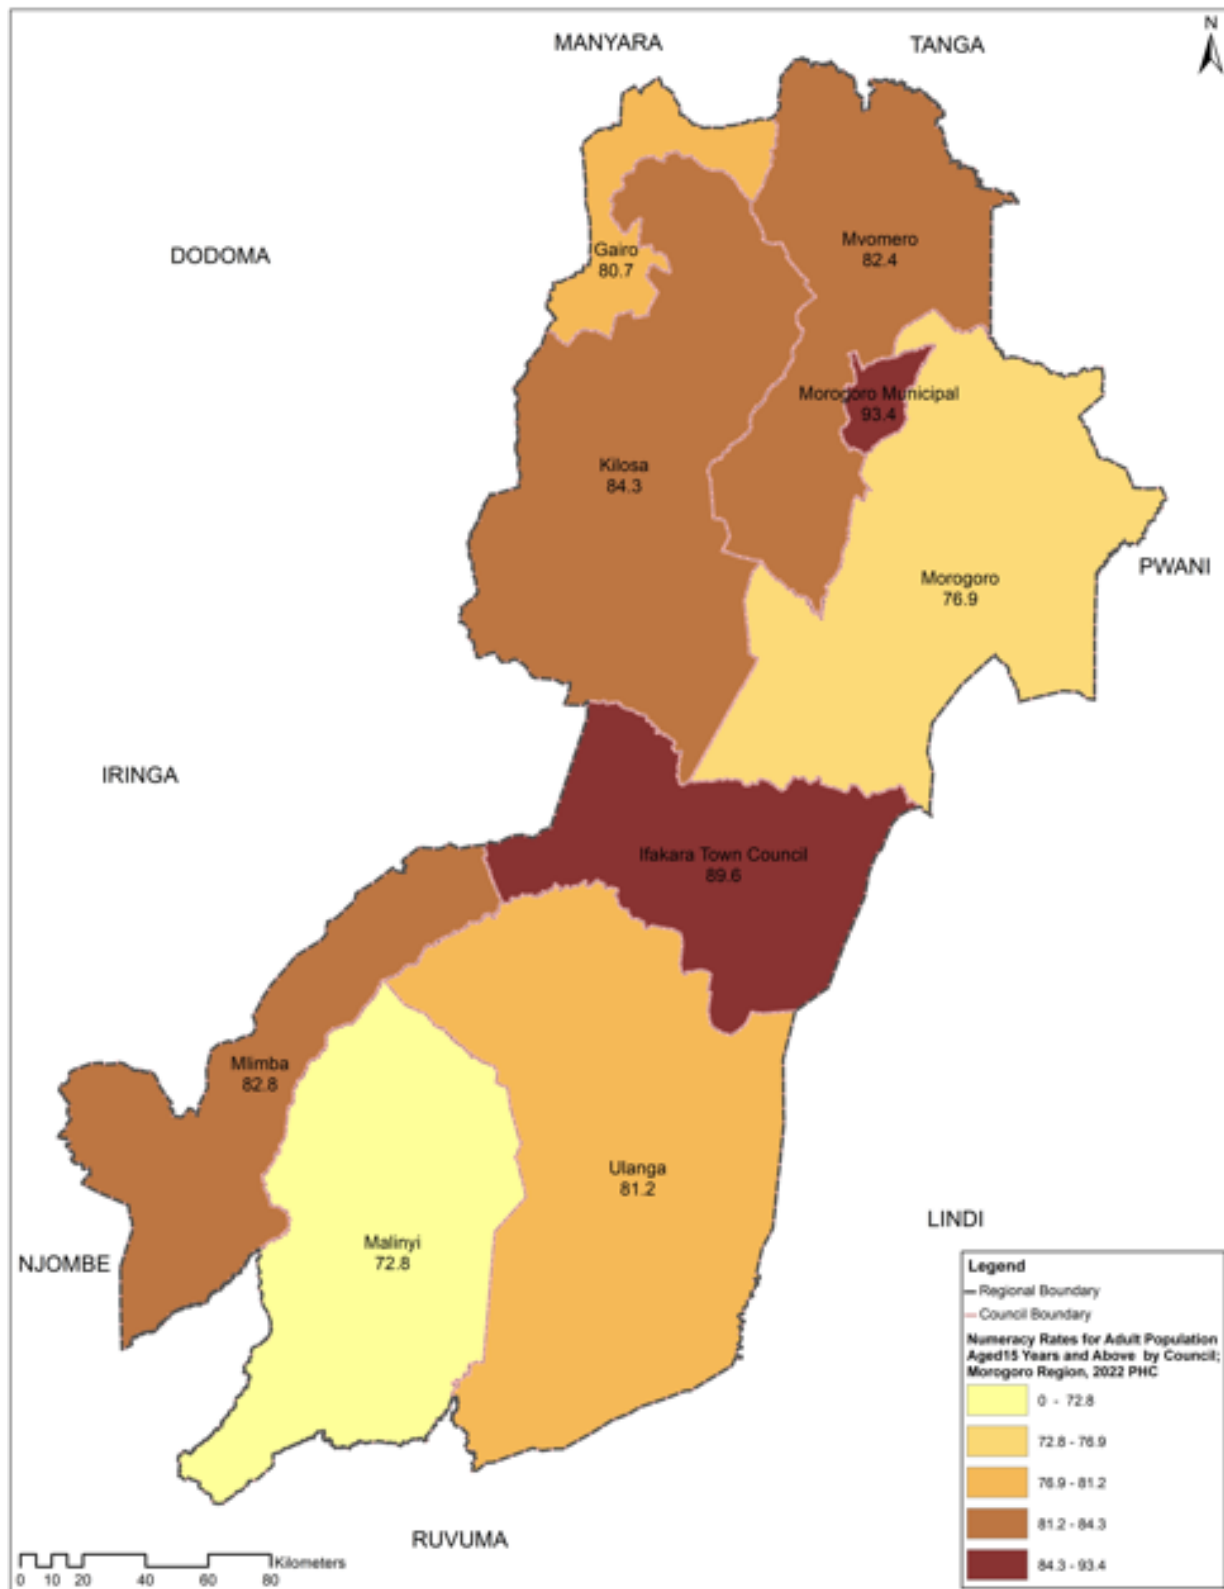 N
MANYARA
TANGA
DODOMA
Mvomero
82.4
Gairo
80.7
Morogoro Municipal
93.4
Kilosa
84.3
Morogoro
76.9
PWANI
IRINGA
Ifakara Town Council
89.6
Mlimba
82.8
Ulanga
81.2
Malinyi
72.8
NJOMBE
LINDI
RUVUMA
Legend
Regional Boundary
Council Boundary
Numeracy Rates for Adult Population
Aged15 Years and Above by Council;
Morogoro Region, 2022 PHC
0 - 72.8
72.8 - 76.9
76.9 - 81.2
81.2 - 84.3
84.3 - 93.4
Kilometers
0 5 10 20 40 60 80